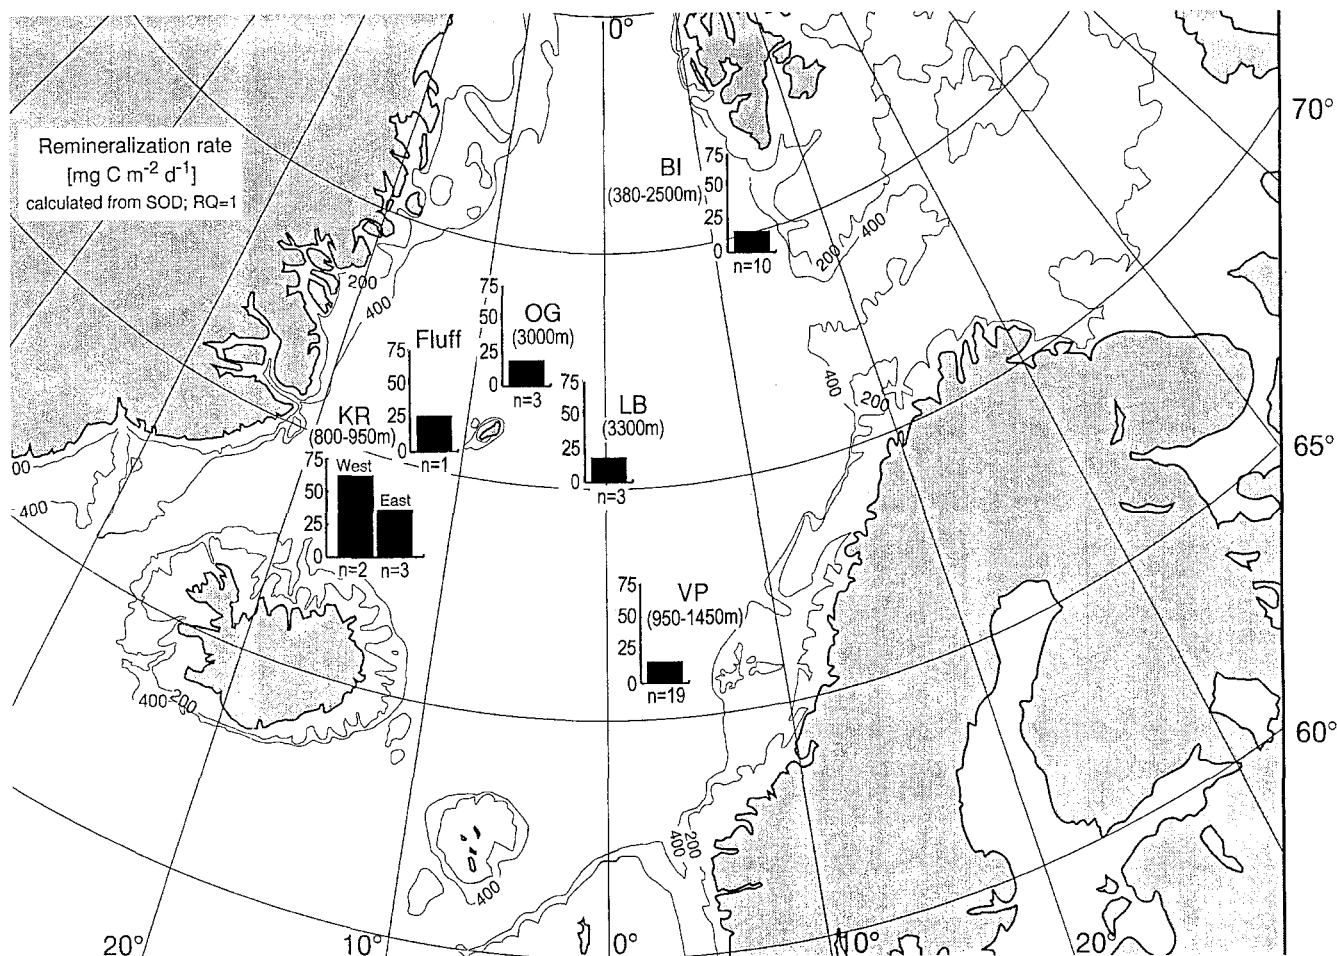 0°
70°
Remineralization rate
[mg C m-2 d-1]
calculated from SOD; RQ=1
BI
(380-2500m)
75
50
25
0
n=10
200
400
200
400
75
50
25
0
OG
(3000m)
n=3
Fluff
75
50
25
0
n=1
LB
(3300m)
75
50
25
0
n=3
400
200
KR
(800-950m)
75
50
25
0
West
East
n=2 n=3
65°
00
400
VP
(950-1450m)
75
50
25
0
n=19
400
200
60°
200
400
400
20°
10°
0°
10°
20°